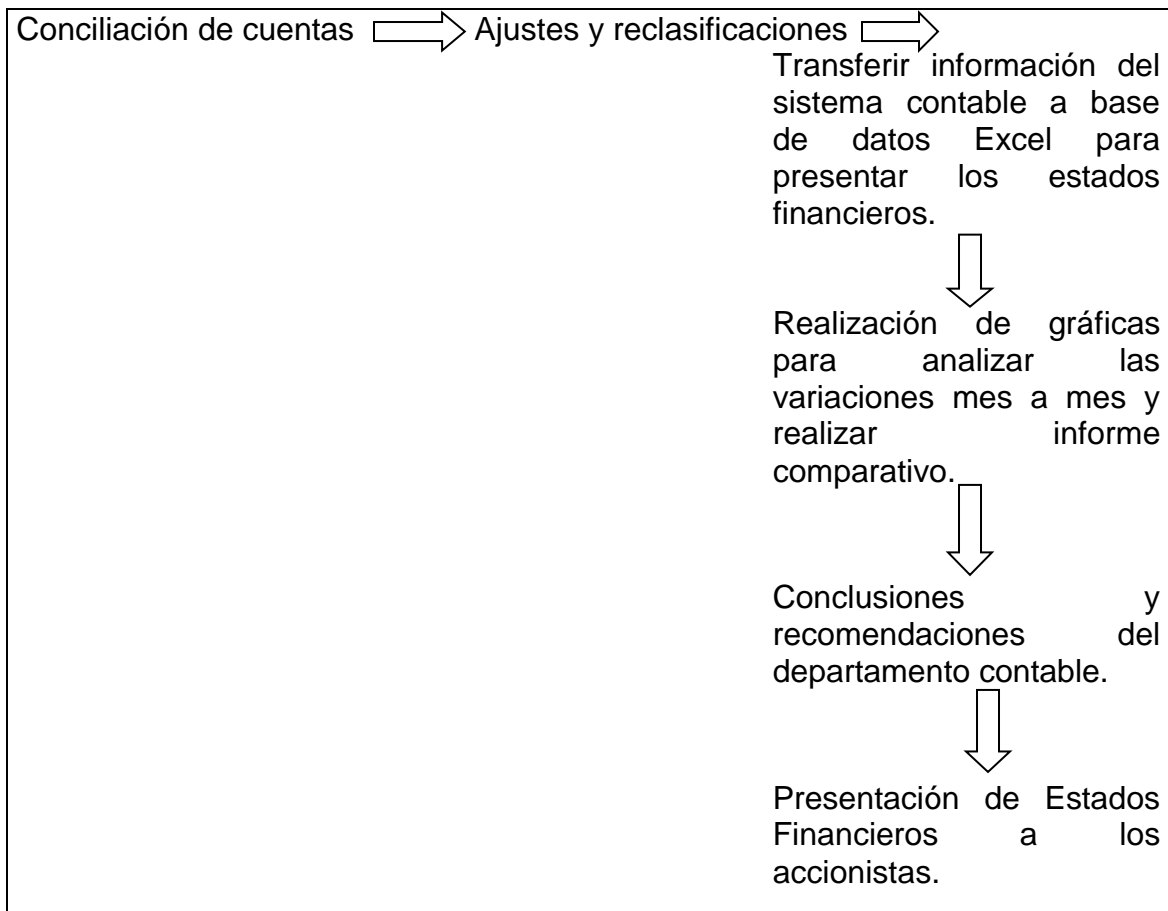 Conciliación de cuentas Ajustes y reclasificaciones
Transferir información del
sistema contable a base
de datos Excel para
presentar los estados
financieros.
Realización de gráficas
para analizar las
variaciones mes a mes y
realizar informe
comparativo.
Conclusiones y
recomendaciones del
departamento contable.
Presentación de Estados
Financieros a los
accionistas.